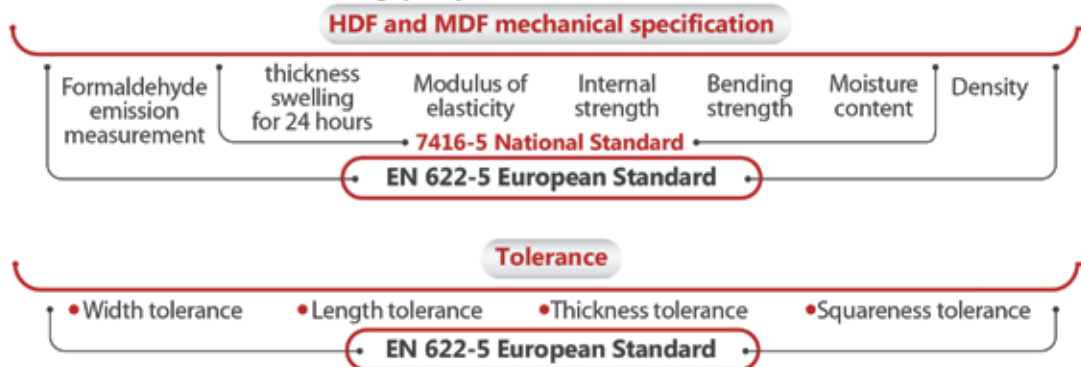 HDF and MDF mechanical specification
Formaldehyde
emission
measurement
thickness
swelling
for 24 hours
Modulus of
elasticity
Internal
strength
Bending
strength
Moisture
content
Density
7416-5 National Standard
EN 622-5 European Standard
Tolerance
•Width tolerance
•Length tolerance
•Thickness tolerance
•Squareness tolerance
EN 622-5 European Standard